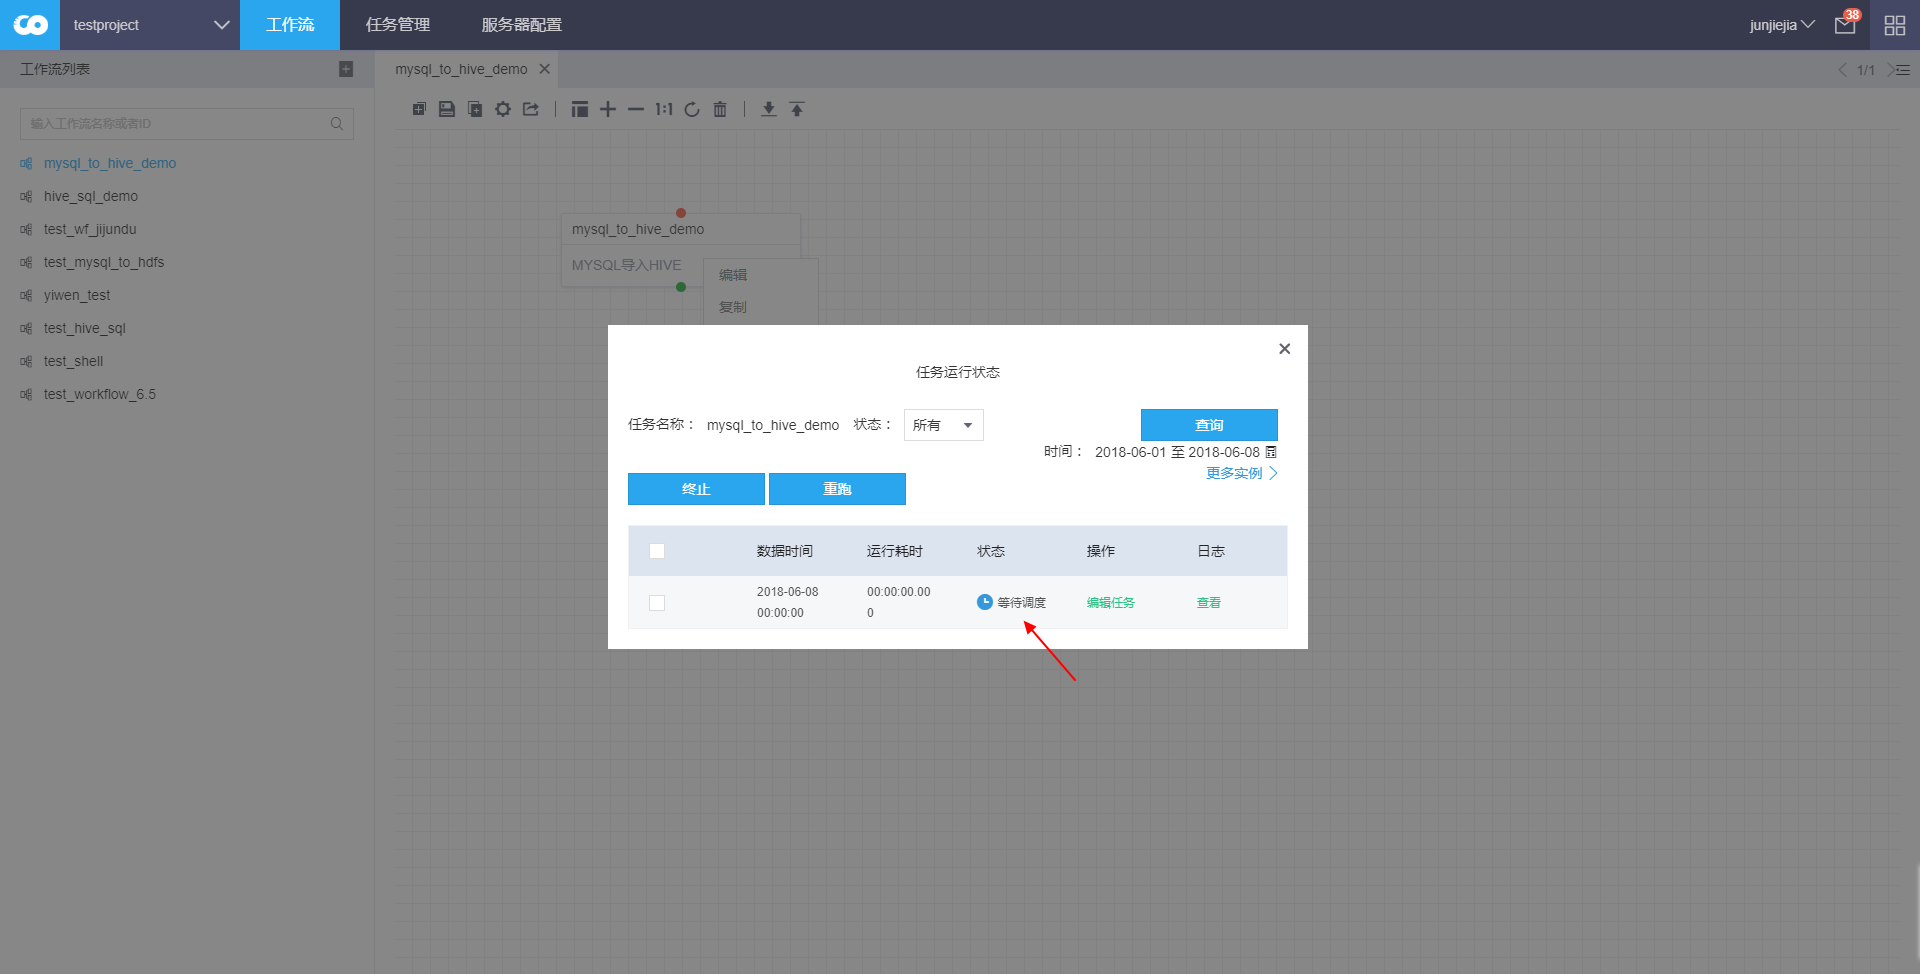 testproject 工作流 任务管理 服务器配置 junjiejia 38
工作流列表 mysql_to_hive_demo 1/1
1:1
输入工作流名称或者ID
mysql_to_hive_demo
hive_sql_demo
test_wf_jijundu
test_mysql_to_hdfs
yiwen_test
test_hive_sql
test_shell
test_workflow_6.5
mysql_to_hive_demo
MYSQL导入HIVE
编辑
复制
任务运行状态
任务名称： mysql_to_hive_demo 状态： 所有 查询
时间： 2018-06-01 至 2018-06-08
更多实例
终止 重跑
数据时间 运行耗时 状态 操作 日志
2018-06-08 00:00:00.00
00:00:00 0
等待调度 编辑任务 查看